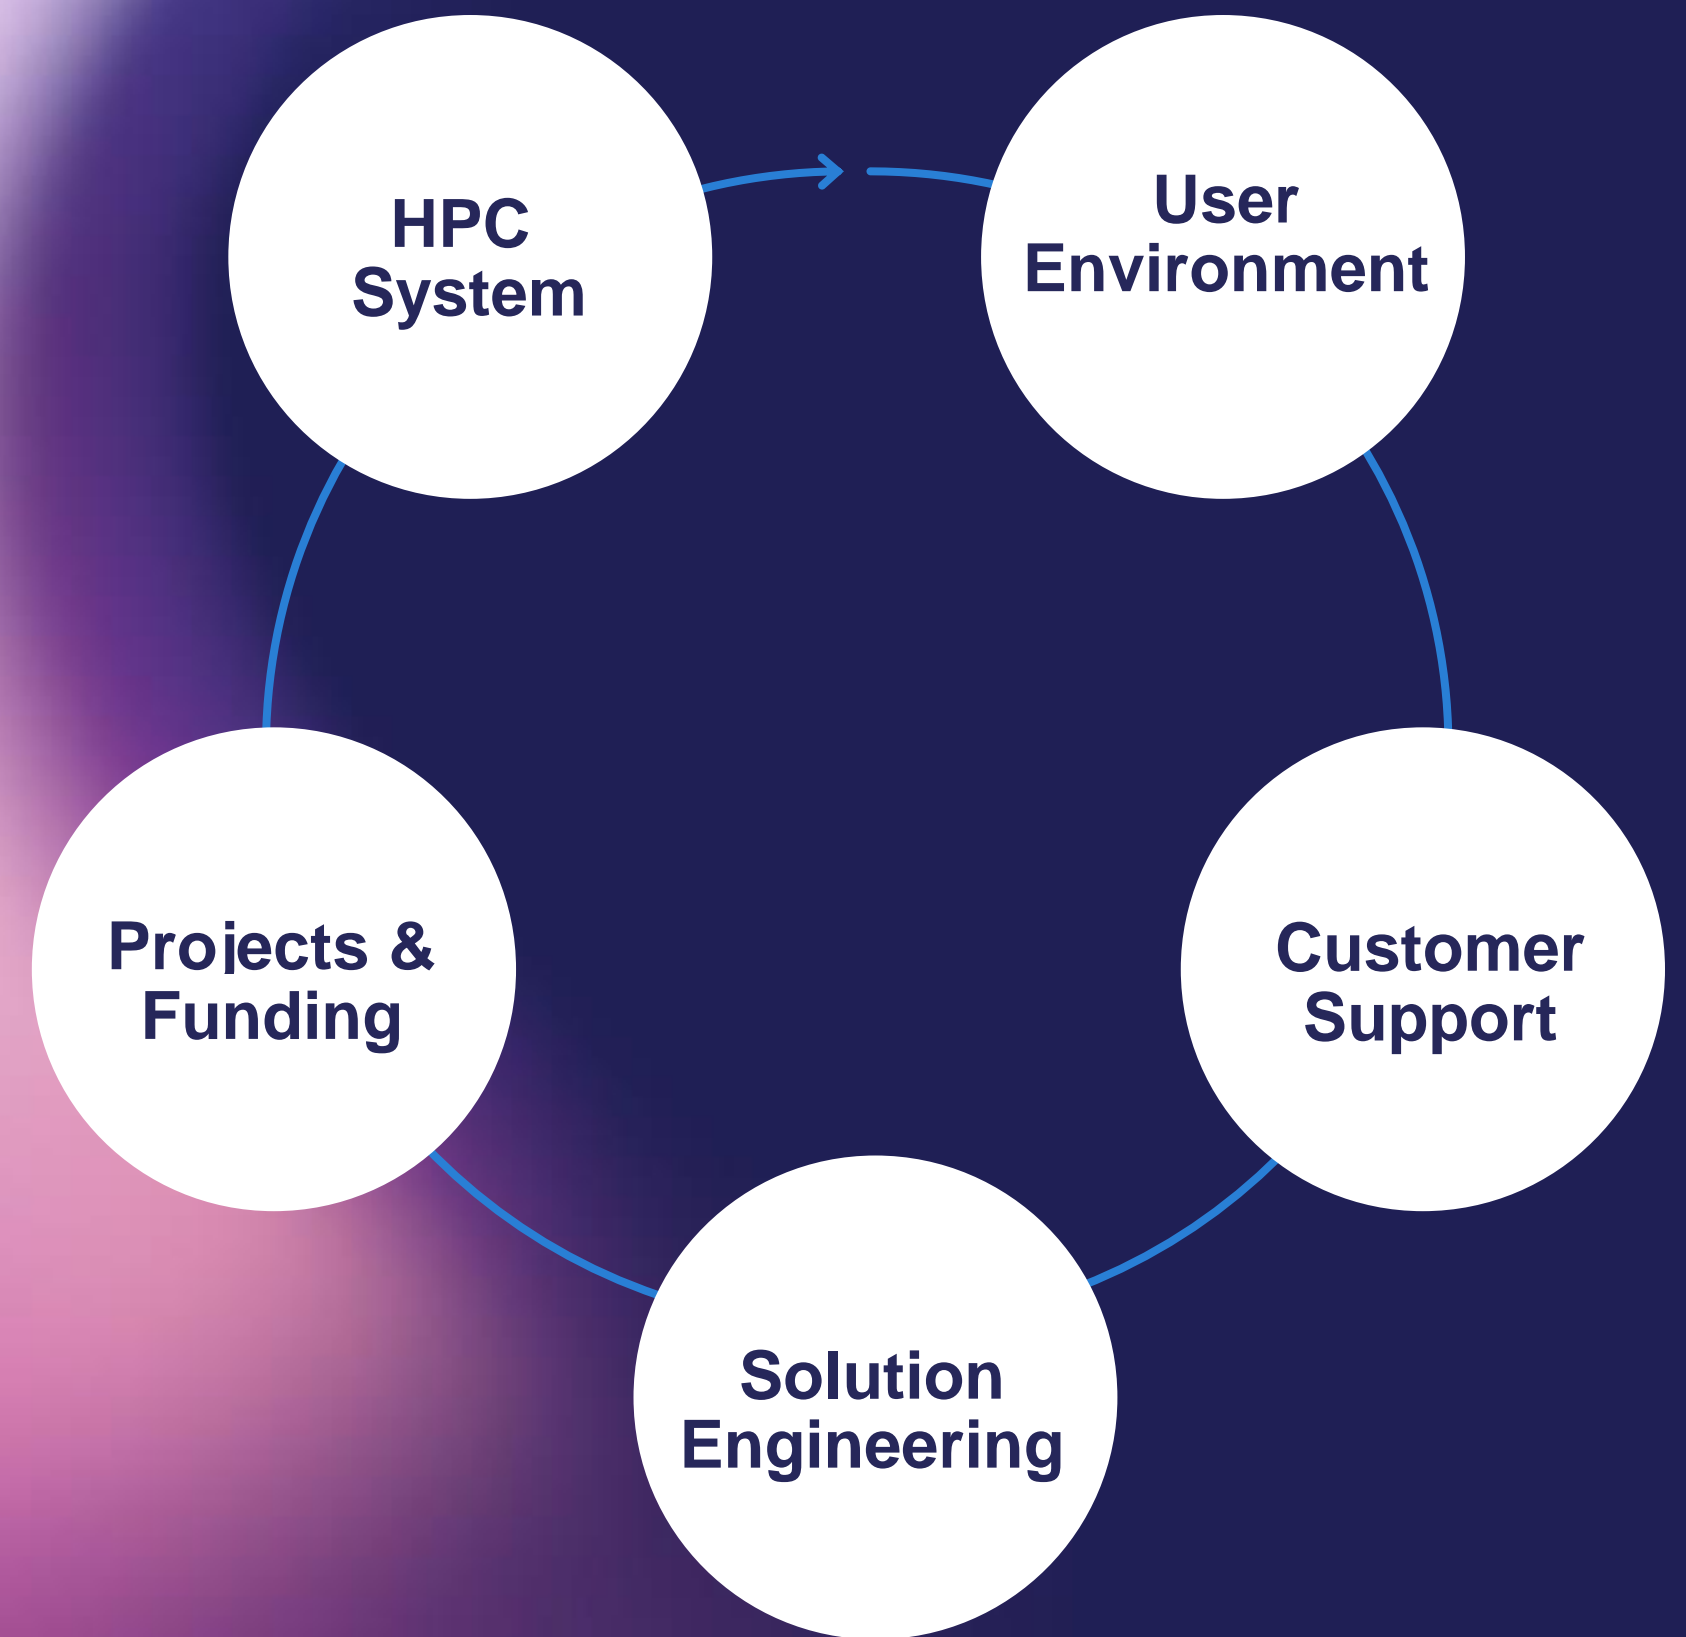 HPC
System
User
Environment
Customer
Support
Solution
Engineering
Projects &
Funding